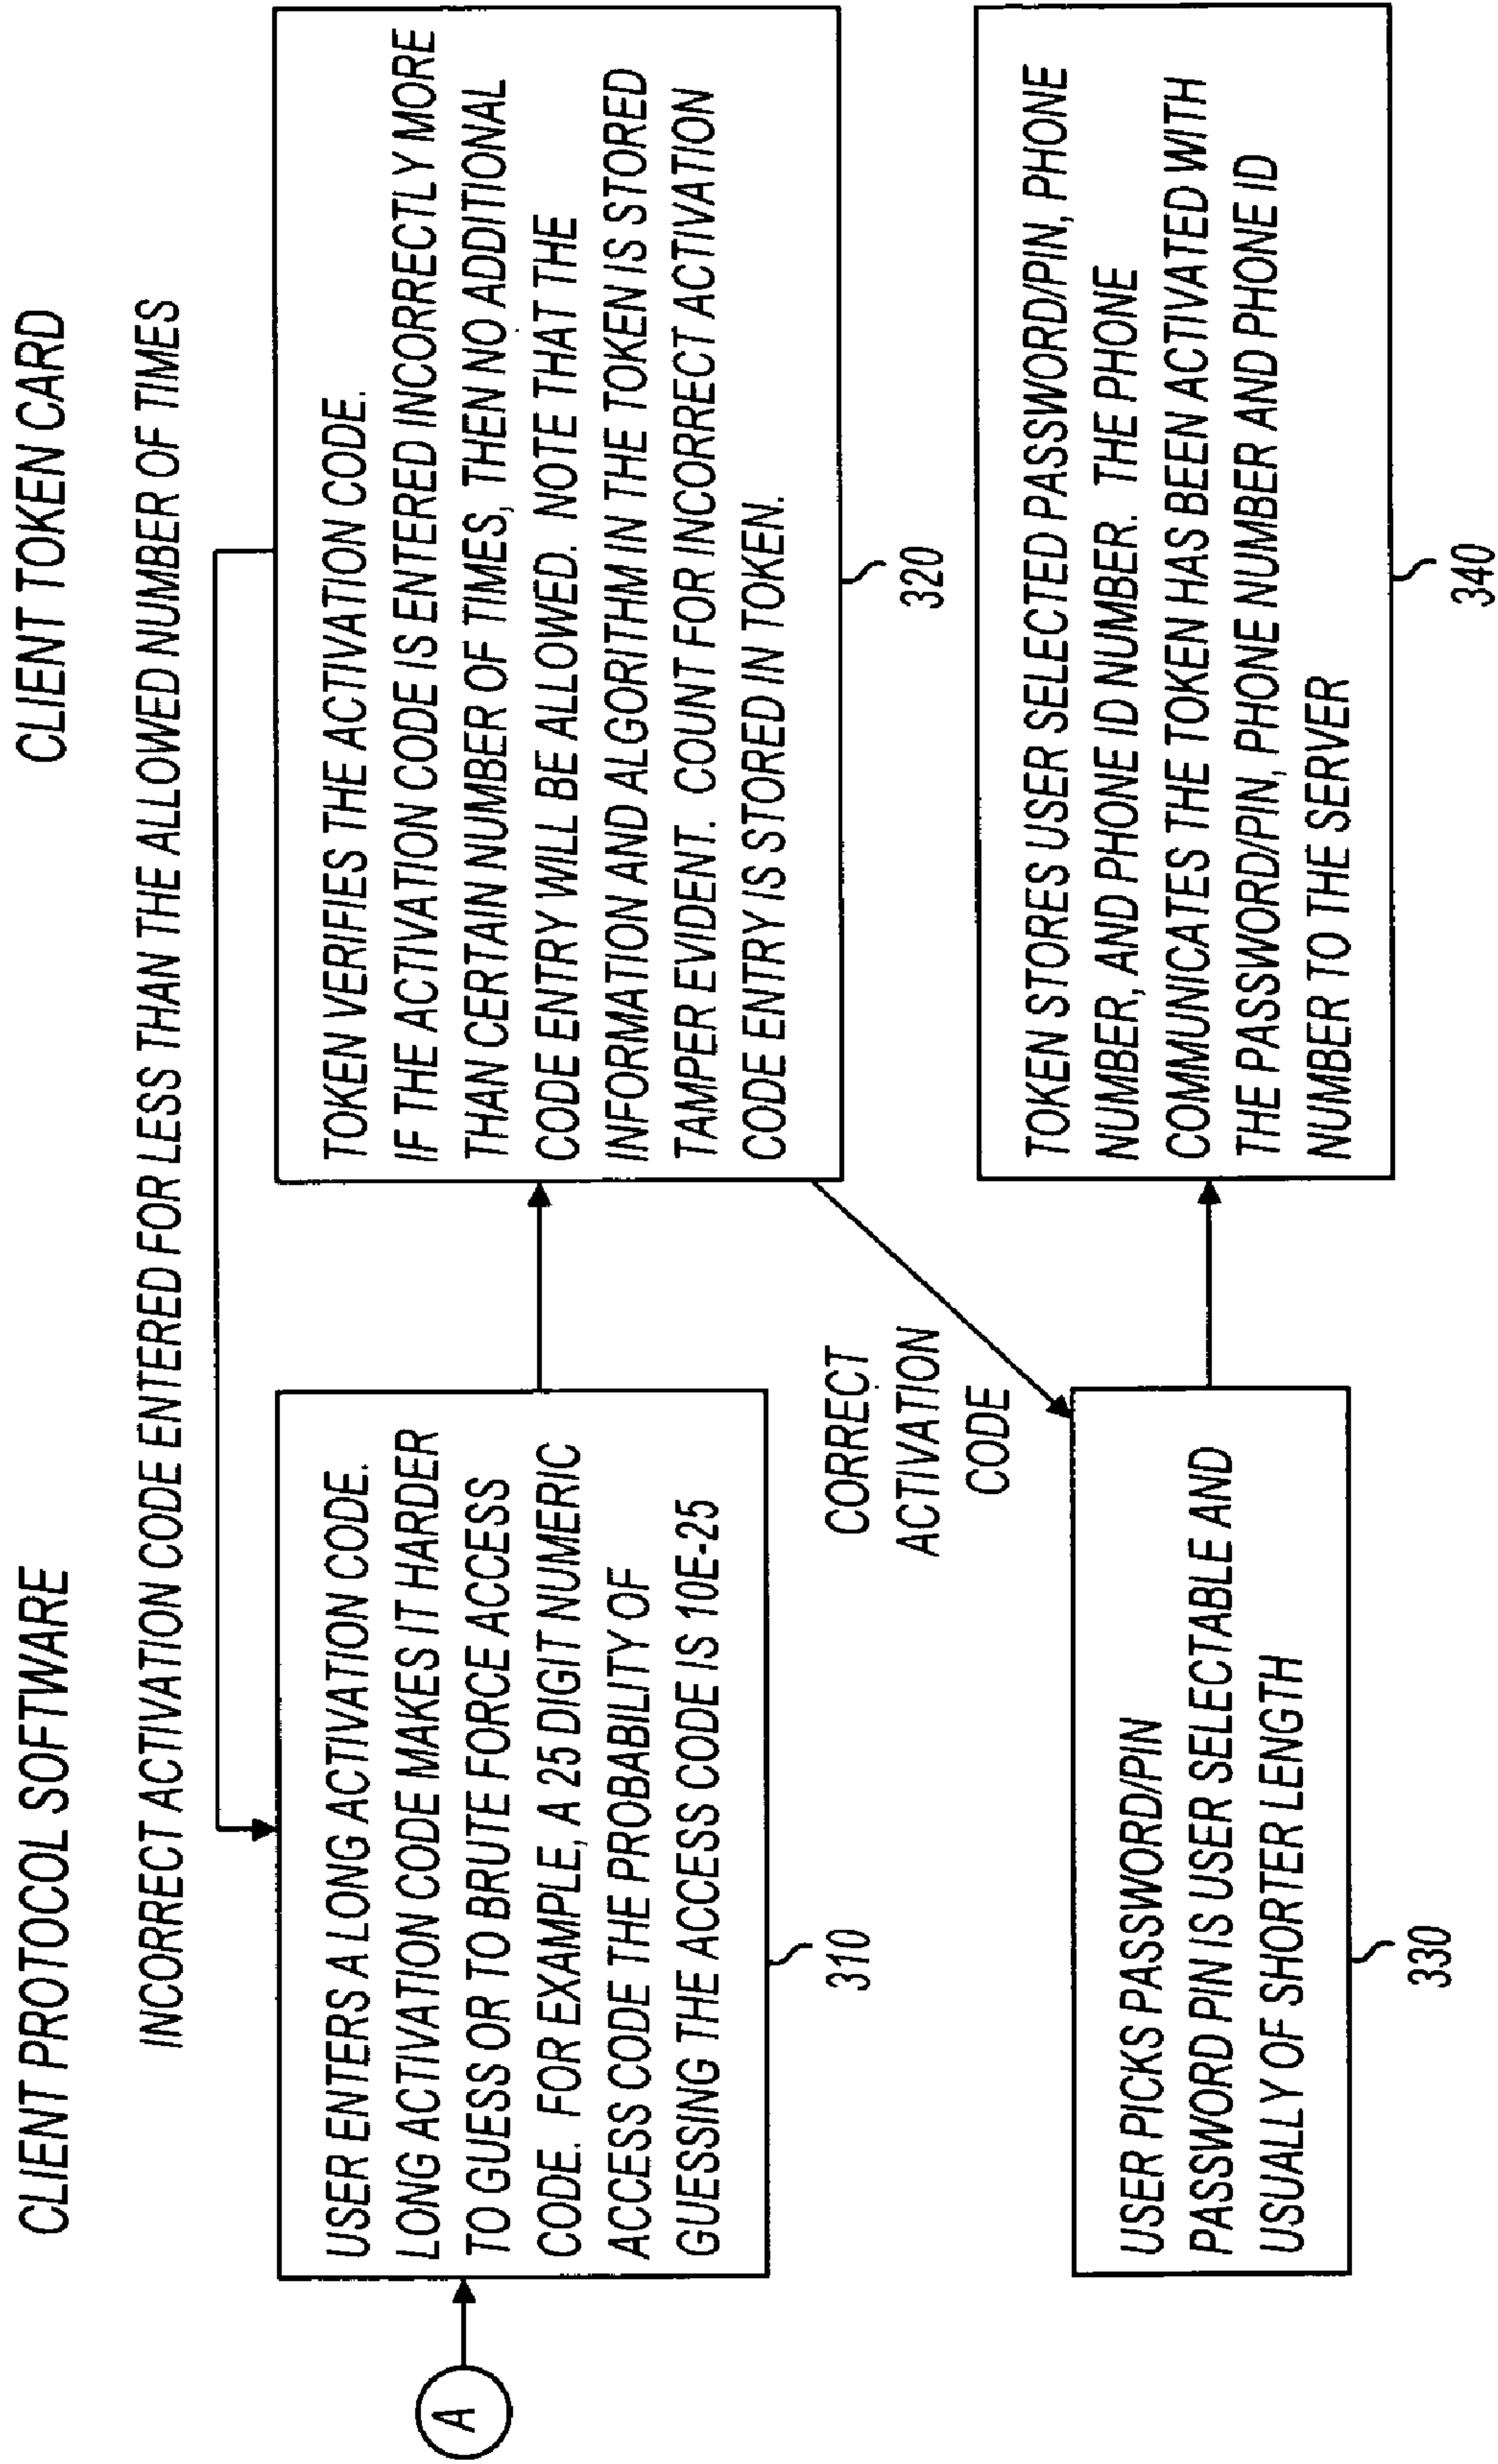 CLIENT PROTOCOL SOFTWARE
CLIENT TOKEN CARD
INCORRECT ACTIVATION CODE ENTERED FOR LESS THAN THE ALLOWED NUMBER OF TIMES
A
USER ENTERS A LONG ACTIVATION CODE.
LONG ACTIVATION CODE MAKES IT HARDER
TO GUESS OR TO BRUTE FORCE ACCESS
CODE. FOR EXAMPLE, A 25 DIGIT NUMERIC
ACCESS CODE THE PROBABILITY OF
GUESSING THE ACCESS CODE IS 10E-25
310
TOKEN VERIFIES THE ACTIVATION CODE.
IF THE ACTIVATION CODE IS ENTERED INCORRECTLY MORE
THAN CERTAIN NUMBER OF TIMES, THEN NO ADDITIONAL
CODE ENTRY WILL BE ALLOWED. NOTE THAT THE
INFORMATION AND ALGORITHM IN THE TOKEN IS STORED
TAMPER EVIDENT. COUNT FOR INCORRECT ACTIVATION
CODE ENTRY IS STORED IN TOKEN.
320
CORRECT
ACTIVATION
CODE
USER PICKS PASSWORD/PIN
PASSWORD PIN IS USER SELECTABLE AND
USUALLY OF SHORTER LENGTH
330
TOKEN STORES USER SELECTED PASSWORD/PIN, PHONE
NUMBER, AND PHONE ID NUMBER. THE PHONE
COMMUNICATES THE TOKEN HAS BEEN ACTIVATED WITH
THE PASSWORD/PIN, PHONE NUMBER AND PHONE ID
NUMBER TO THE SERVER
340